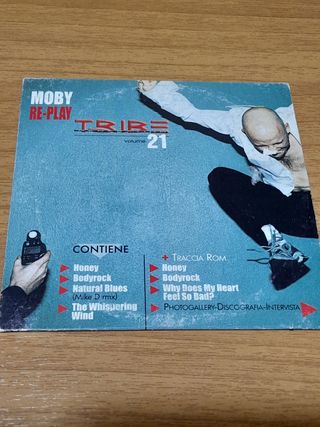 MOBY
RE-PLAY
TRIBE
volume 21
CONTIENE
Honey
Bodyrock
Natural Blues
(Mike D rmx)
The Whispering
Wind
+ TRACCIA ROM
Honey
Bodyrock
Why Does My Heart
Feel So Bad?
PHOTOGALLERY-DISCOGRAFIA-INTERVISTA